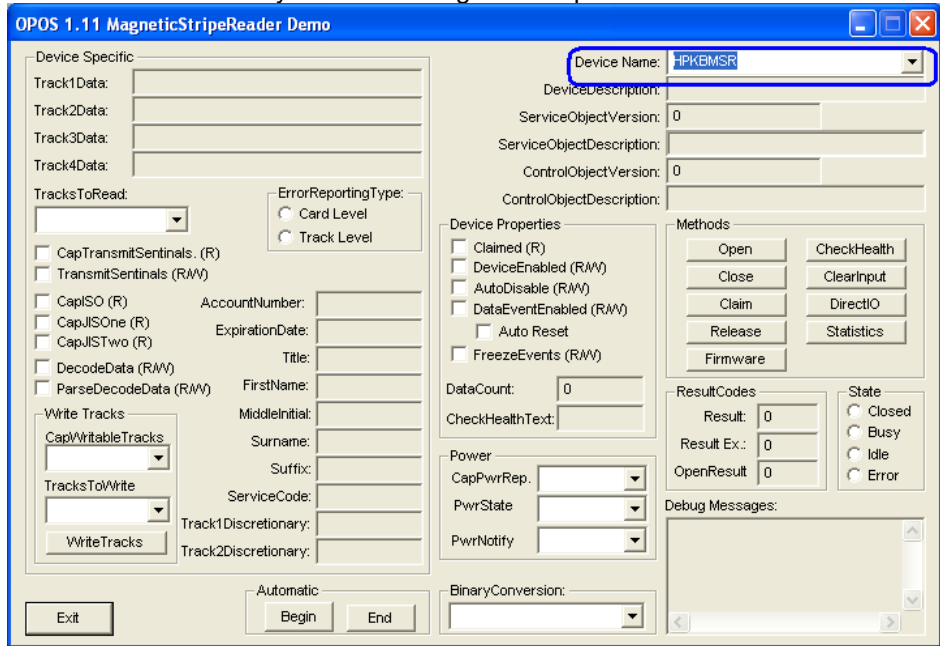 OPOS 1.11 MagneticStripeReader Demo
Device Specific
Track1Data:
Track2Data:
Track3Data:
Track4Data:
TracksToRead:
ErrorReportingType:
Card Level
Track Level
CapTransmitSentinals. (R)
TransmitSentinals (R/W)
CapISO (R)
CapJISOne (R)
CapJISTwo (R)
DecodeData (R/W)
ParseDecodeData (R/W)
AccountNumber:
ExpirationDate:
Title:
FirstName:
MiddleInitial:
Surname:
Suffix:
ServiceCode:
Track1Discretionary:
Track2Discretionary:
Write Tracks
CapWritableTracks
TracksToWrite
WriteTracks
Exit
Automatic
Begin End
Device Name: HPKBMSR
DeviceDescription:
ServiceObjectVersion: 0
ServiceObjectDescription:
ControlObjectVersion: 0
ControlObjectDescription:
Device Properties
Claimed (R)
DeviceEnabled (R/W)
AutoDisable (R/W)
DataEventEnabled (R/W)
Auto Reset
FreezeEvents (R/W)
DataCount: 0
CheckHealthText:
Power
CapPwrRep.
PwrState
PwrNotify
BinaryConversion:
Methods
Open CheckHealth
Close ClearInput
Claim DirectIO
Release Statistics
Firmware
ResultCodes
Result: 0
Result Ex.: 0
OpenResult 0
State
Closed
Busy
Idle
Error
Debug Messages: